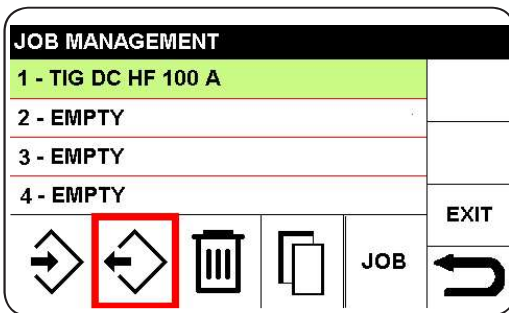 JOB MANAGEMENT
1 - TIG DC HF 100 A
2 - EMPTY
3 - EMPTY
4 - EMPTY
EXIT
JOB